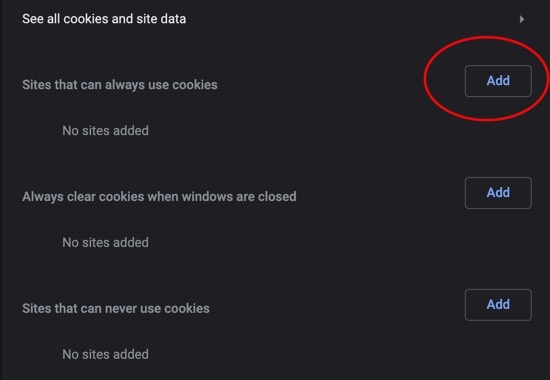 See all cookies and site data
Sites that can always use cookies
Add
No sites added
Always clear cookies when windows are closed
Add
No sites added
Sites that can never use cookies
Add
No sites added